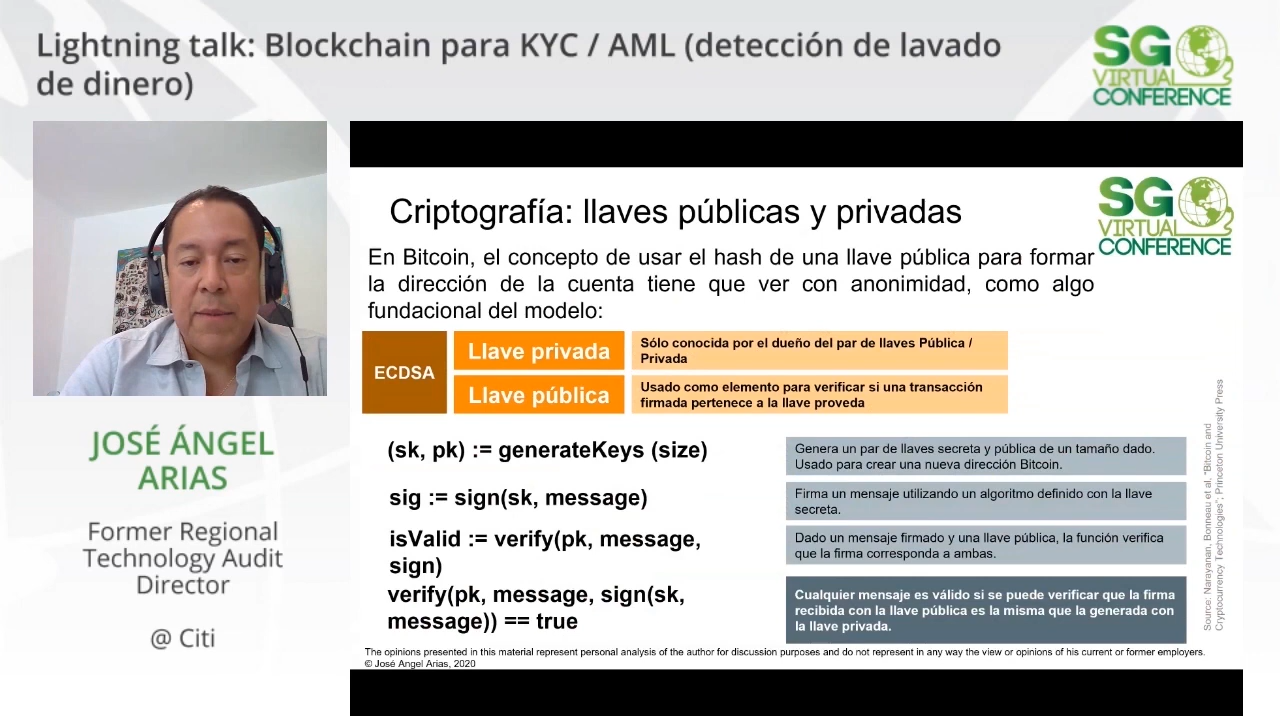 Lightning talk: Blockchain para KYC / AML (detección de lavado
de dinero)
SG
VIRTUAL
CONFERENCE
JOSÉ ÁNGEL
ARIAS
Former Regional
Technology Audit
Director
@ Citi
SG
VIRTUAL
CONFERENCE
Criptografía: llaves públicas y privadas
En Bitcoin, el concepto de usar el hash de una llave pública para formar
la dirección de la cuenta tiene que ver con anonimidad, como algo
fundacional del modelo:
ECDSA
Llave privada
Sólo conocida por el dueño del par de llaves Pública /
Privada
Llave pública
Usado como elemento para verificar si una transacción
firmada pertenece a la llave proveda
(sk, pk) := generateKeys (size)
Genera un par de llaves secreta y pública de un tamaño dado.
Usado para crear una nueva dirección Bitcoin.
sig := sign(sk, message)
Firma un mensaje utilizando un algoritmo definido con la llave
secreta.
isValid := verify(pk, message,
sign)
Dado un mensaje firmado y una llave pública, la función verifica
que la firma corresponda a ambas.
verify(pk, message, sign(sk,
message)) == true
Cualquier mensaje es válido si se puede verificar que la firma
recibida con la llave pública es la misma que la generada con
la llave privada.
Source: Narayanan, Bonneau et al, "Bitcoin and
Cryptocurrency Technologies"; Princeton University Press
The opinions presented in this material represent personal analysis of the author for discussion purposes and do not represent in any way the view or opinions of his current or former employers.
© José Angel Arias, 2020